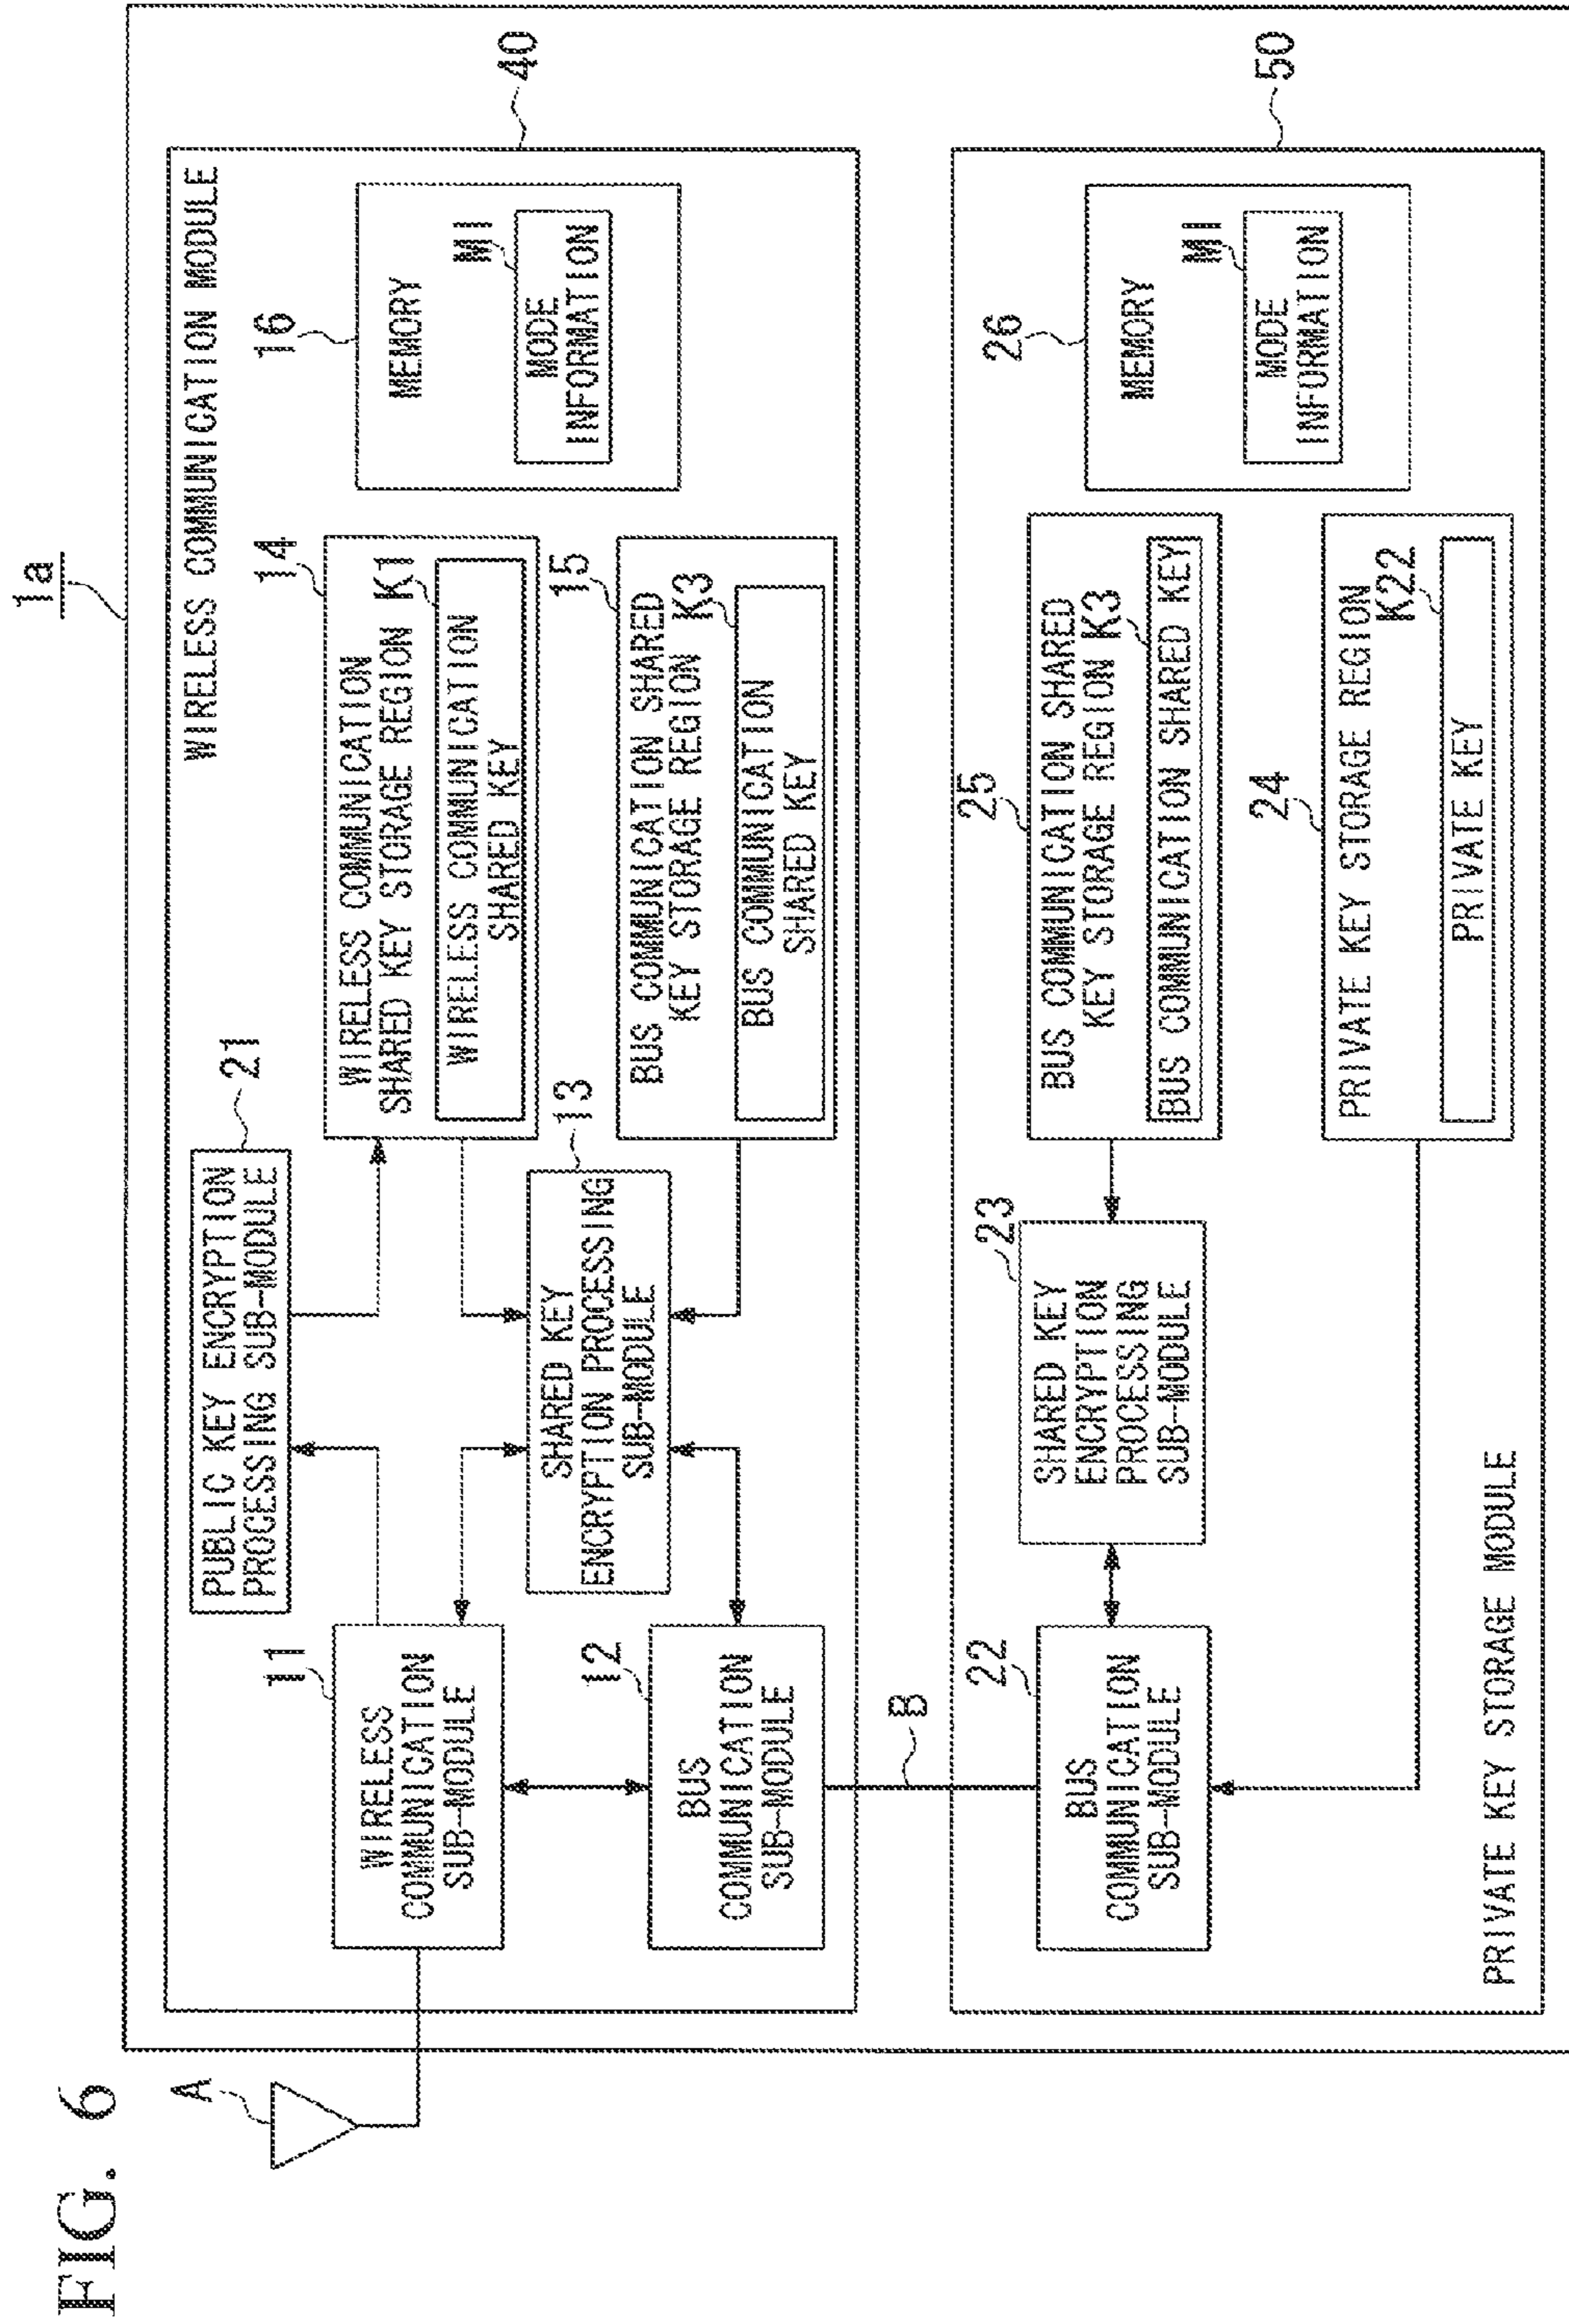 FIG. 6
1a
A
WIRELESS COMMUNICATION MODULE
40
PUBLIC KEY ENCRYPTION
PROCESSING SUB-MODULE
21
11
WIRELESS
COMMUNICATION
SUB-MODULE
14
WIRELESS COMMUNICATION
SHARED KEY STORAGE REGION
K1
WIRELESS COMMUNICATION
SHARED KEY
16
MEMORY
MI
MODE
INFORMATION
13
SHARED KEY
ENCRYPTION PROCESSING
SUB-MODULE
12
BUS
COMMUNICATION
SUB-MODULE
15
BUS COMMUNICATION SHARED
KEY STORAGE REGION
K3
BUS COMMUNICATION
SHARED KEY
B
50
22
BUS
COMMUNICATION
SUB-MODULE
23
SHARED KEY
ENCRYPTION
PROCESSING
SUB-MODULE
25
BUS COMMUNICATION SHARED
KEY STORAGE REGION
K3
BUS COMMUNICATION SHARED KEY
26
MEMORY
MI
MODE
INFORMATION
24
PRIVATE KEY STORAGE REGION
K22
PRIVATE KEY
PRIVATE KEY STORAGE MODULE